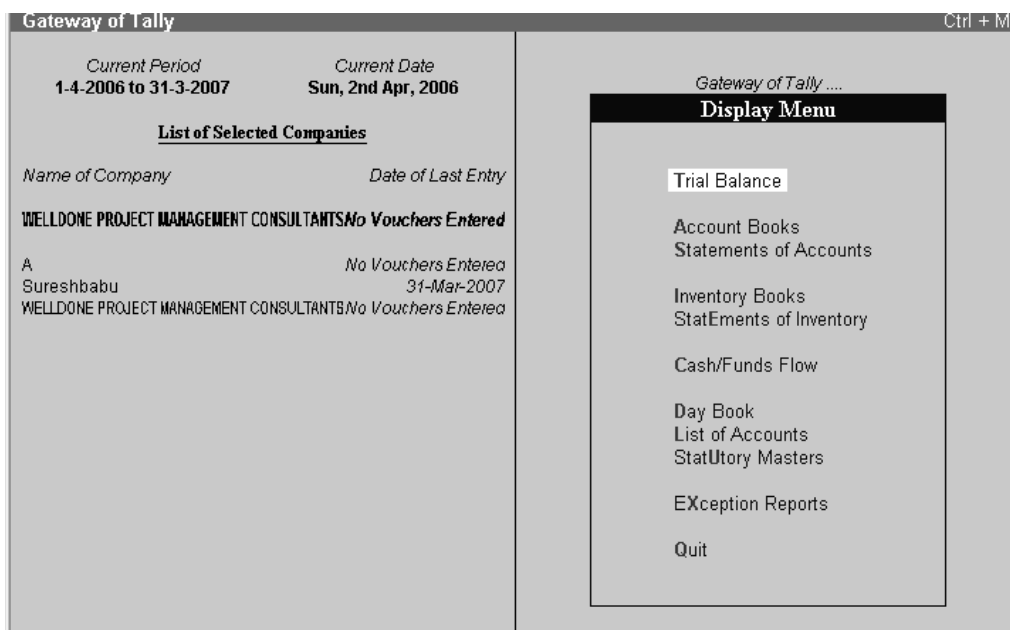 Gateway of Tally Ctrl + M
Current Period Current Date
1-4-2006 to 31-3-2007 Sun, 2nd Apr, 2006
List of Selected Companies
Name of Company Date of Last Entry
WELLDONE PROJECT MANAGEMENT CONSULTANTS No Vouchers Entered
A No Vouchers Entered
Sureshbabu 31-Mar-2007
WELLDONE PROJECT MANAGEMENT CONSULTANTS No Vouchers Entered
Gateway of Tally ....
Display Menu
Trial Balance
Account Books
Statements of Accounts
Inventory Books
StatEments of Inventory
Cash/Funds Flow
Day Book
List of Accounts
StatUtory Masters
EXception Reports
Quit